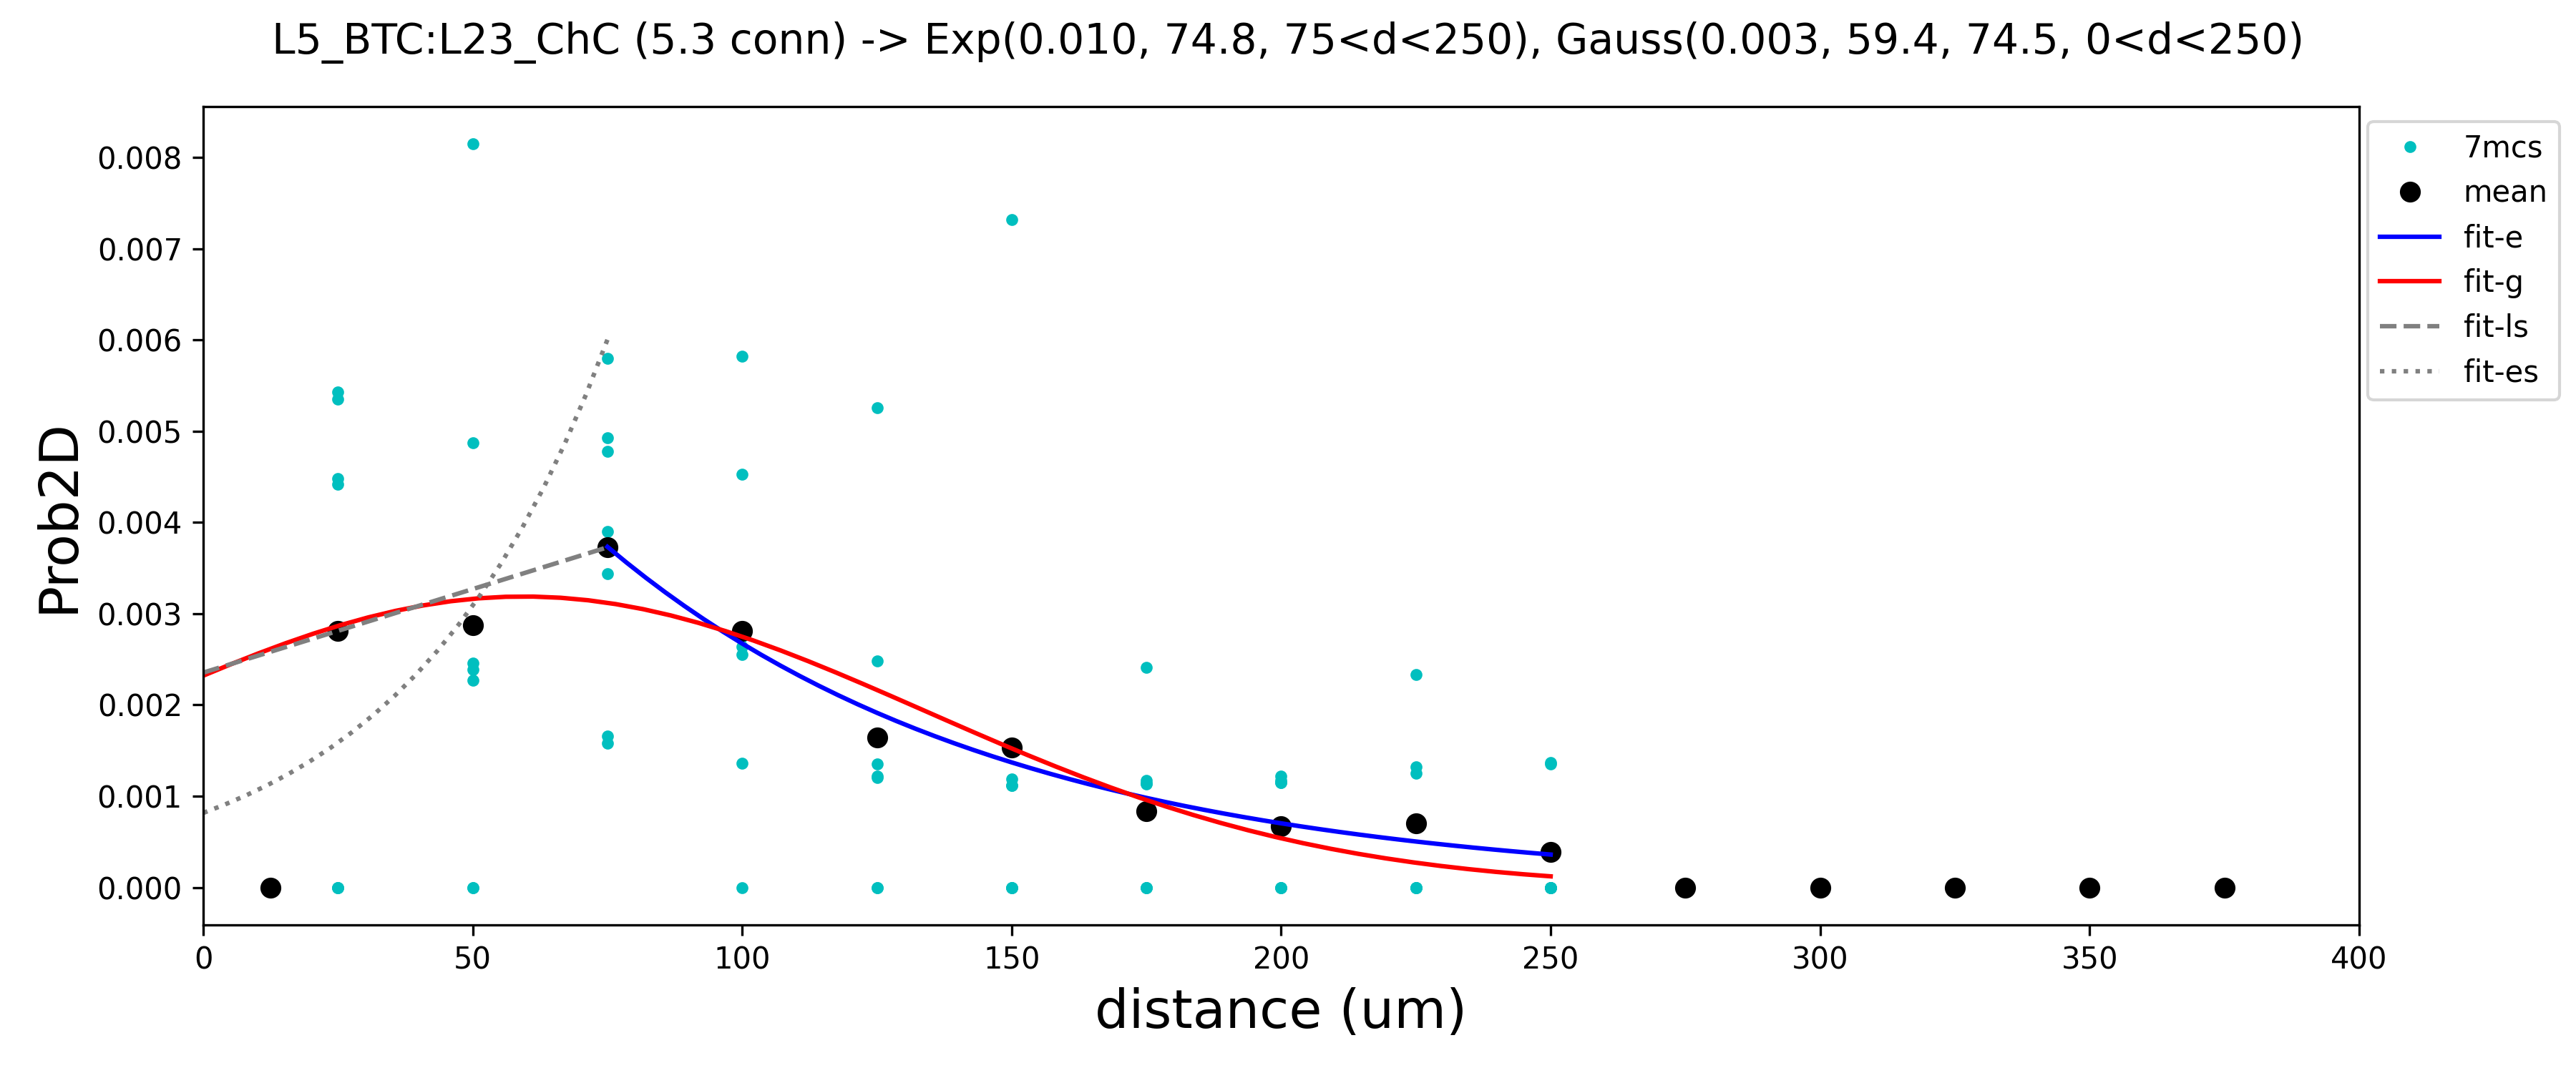 L5_BTC:L23_ChC (5.3 conn) -> Exp(0.010, 74.8, 75<d<250), Gauss(0.003, 59.4, 74.5, 0<d<250)
0.008
0.007
0.006
0.005
0.004
0.003
0.002
0.001
0.000
Prob2D
0 50 100 150 200 250 300 350 400
distance (um)
7mcs
mean
fit-e
fit-g
fit-ls
fit-es